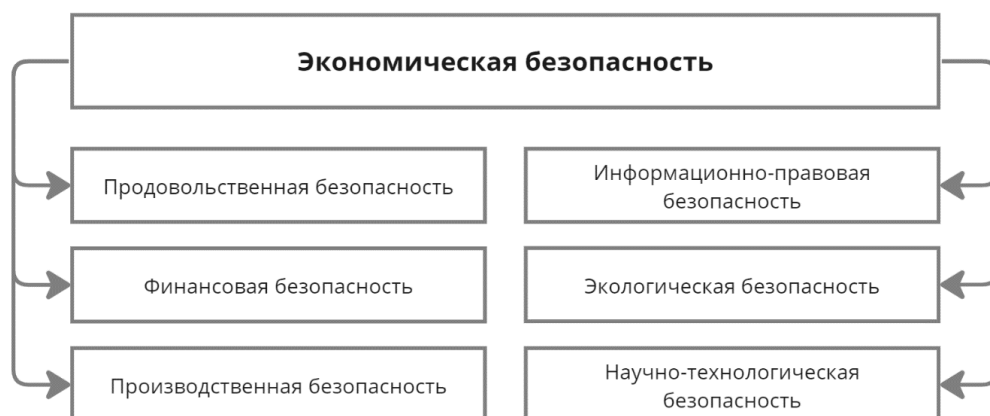 Экономическая безопасность
Продовольственная безопасность
Информационно-правовая
безопасность
Финансовая безопасность
Экологическая безопасность
Производственная безопасность
Научно-технологическая
безопасность